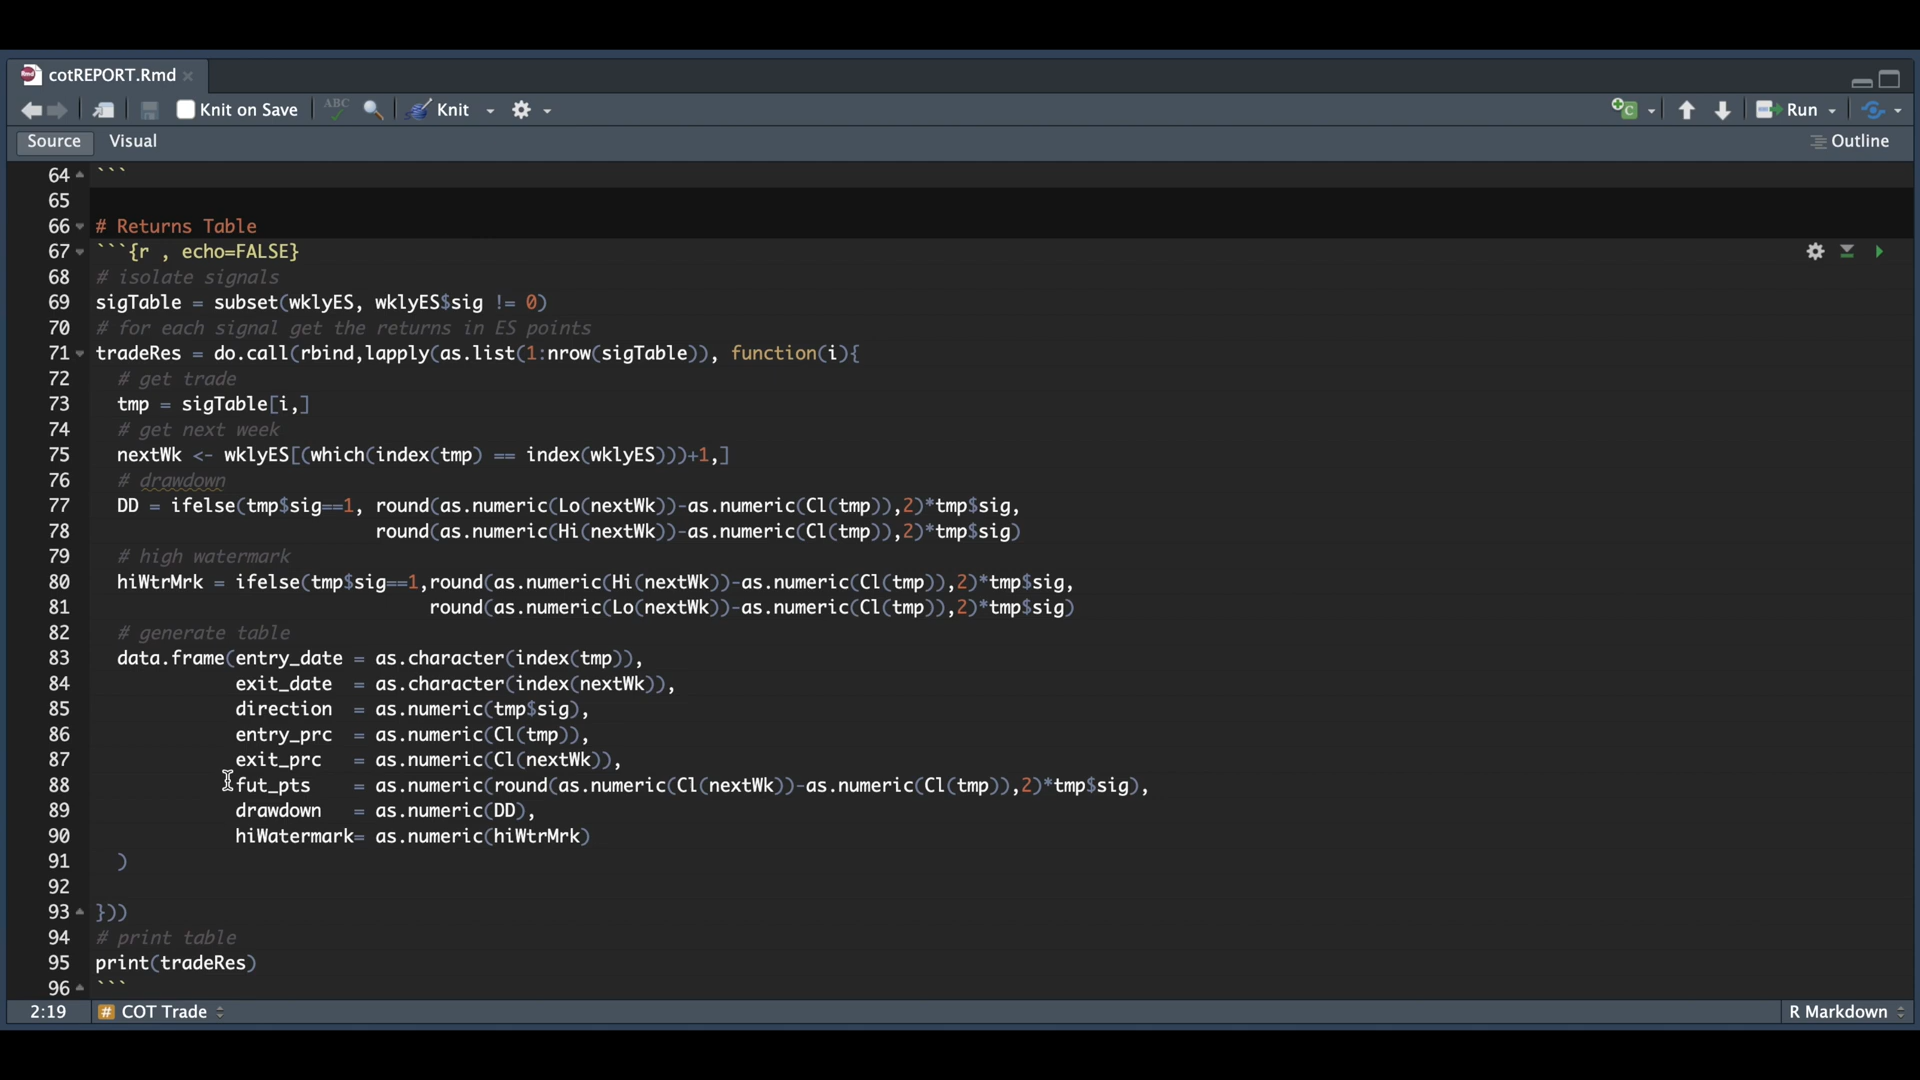 cotREPORT.Rmd
Knit on Save
ABC
Knit
Run
Source
Visual
Outline
64 ```
65
66 # Returns Table
67 ```{r , echo=FALSE}
68 # isolate signals
69 sigTable = subset(wklyES, wklyES$sig != 0)
70 # for each signal get the returns in ES points
71 tradeRes = do.call(rbind,lapply(as.list(1:nrow(sigTable)), function(i){
72   # get trade
73   tmp = sigTable[i,]
74   # get next week
75   nextWk <- wklyES[(which(index(tmp) == index(wklyES)))+1,]
76   # drawdown
77   DD = ifelse(tmp$sig==1, round(as.numeric(Lo(nextWk))-as.numeric(Cl(tmp)),2)*tmp$sig,
78                           round(as.numeric(Hi(nextWk))-as.numeric(Cl(tmp)),2)*tmp$sig)
79   # high watermark
80   hiWtrMrk = ifelse(tmp$sig==1,round(as.numeric(Hi(nextWk))-as.numeric(Cl(tmp)),2)*tmp$sig,
81                                round(as.numeric(Lo(nextWk))-as.numeric(Cl(tmp)),2)*tmp$sig)
82   # generate table
83   data.frame(entry_date = as.character(index(tmp)),
84              exit_date  = as.character(index(nextWk)),
85              direction  = as.numeric(tmp$sig),
86              entry_prc  = as.numeric(Cl(tmp)),
87              exit_prc   = as.numeric(Cl(nextWk)),
88              fut_pts    = as.numeric(round(as.numeric(Cl(nextWk))-as.numeric(Cl(tmp)),2)*tmp$sig),
89              drawdown   = as.numeric(DD),
90              hiWatermark= as.numeric(hiWtrMrk)
91   )
92
93 }))
94 # print table
95 print(tradeRes)
96 ```
2:19
# COT Trade
R Markdown